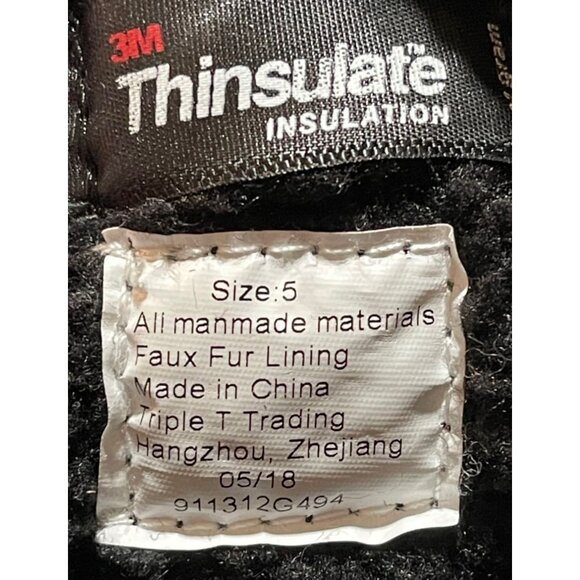 3M
Thinsulate™
INSULATION
Size:5
All manmade materials
Faux Fur Lining
Made in China
Triple T Trading
Hangzhou, Zhejiang
05/18
911312G494